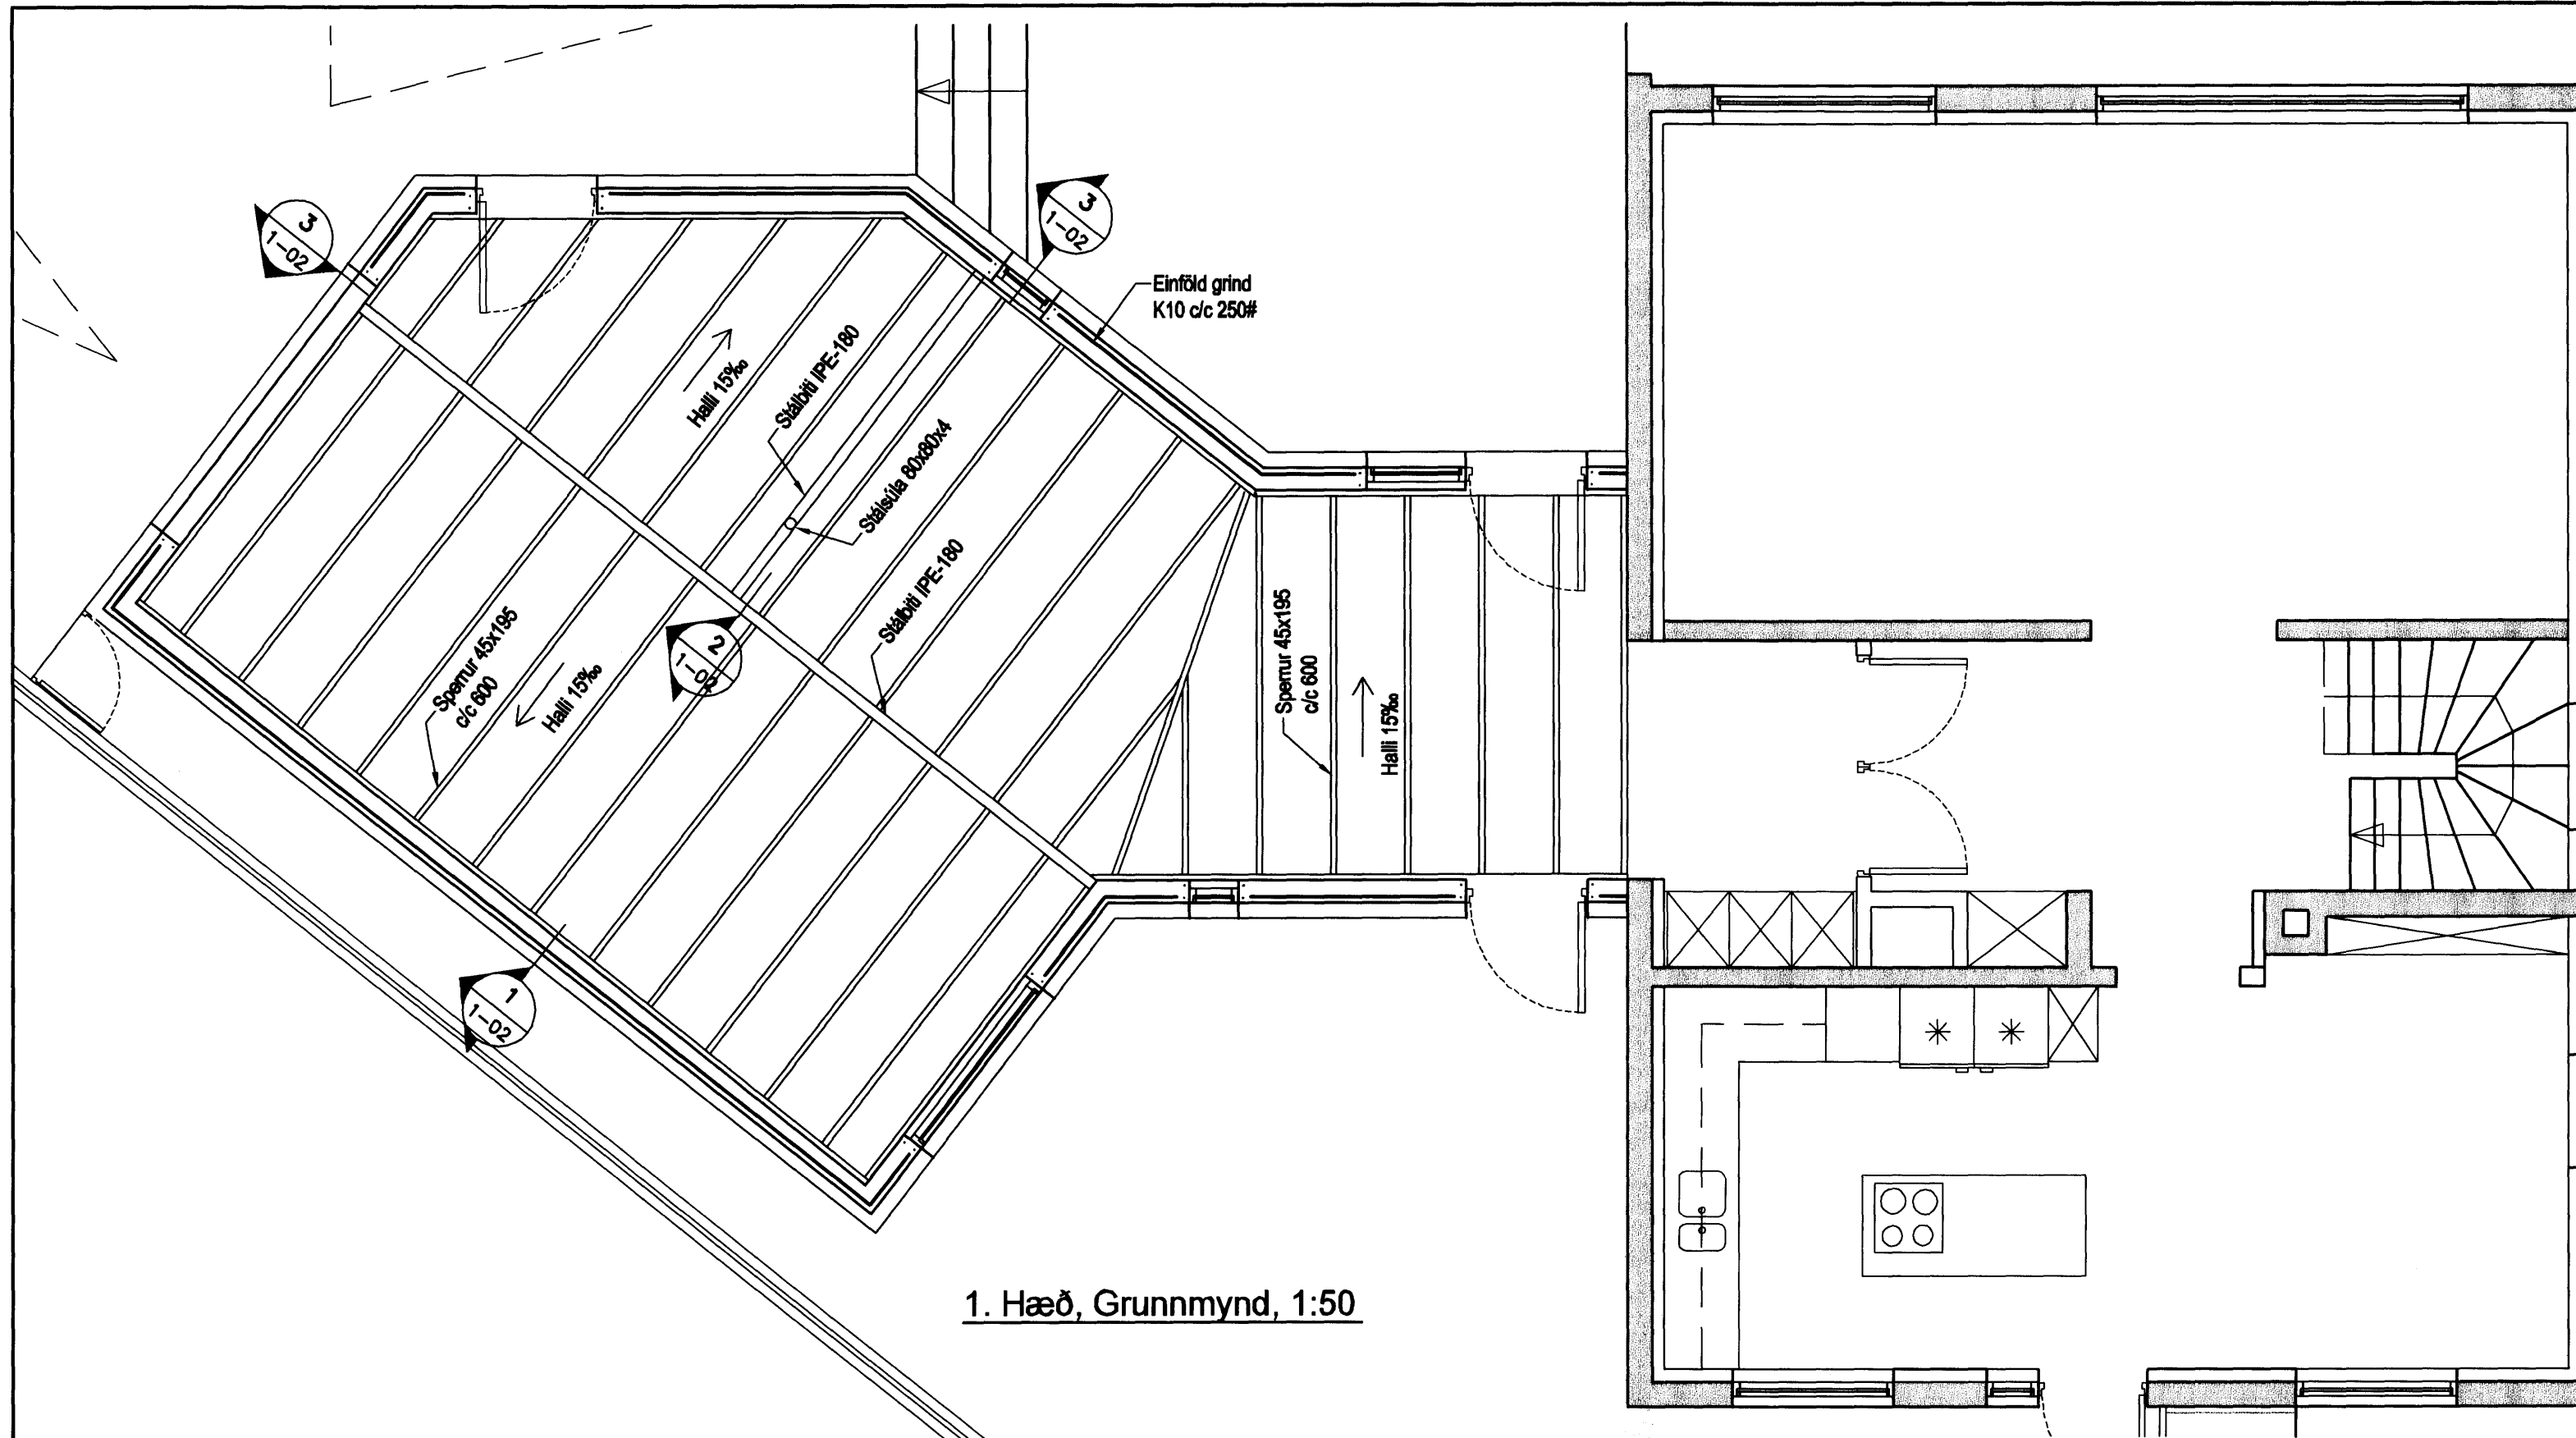 3
1-02
3
1-02
Einföld grind
K10 c/c 250#
Halli 15‰
Stálbiti IPE-180
Stálsúla 80x80x4
Stálbiti IPE-180
2
1-02
Sperrur 45x195
c/c 600
Halli 15‰
Sperrur 45x195
c/c 600
Halli 15‰
1
1-02
1. Hæð, Grunnmynd, 1:50